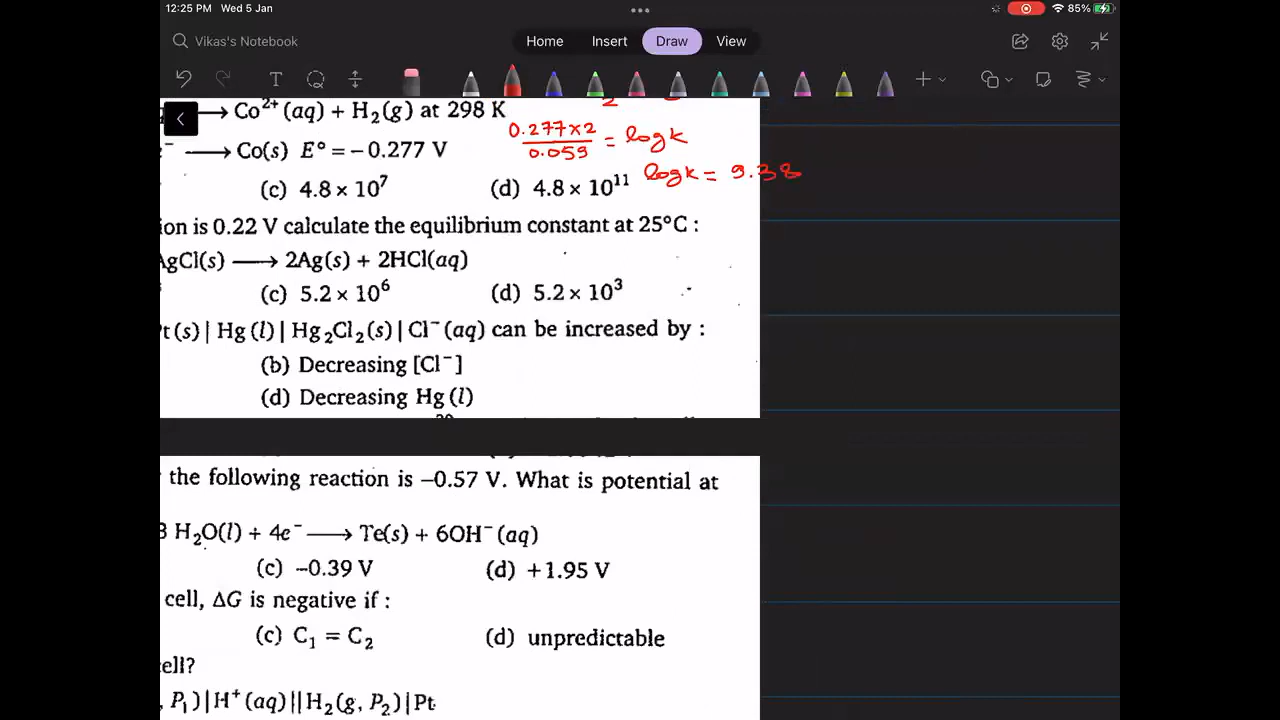 12:25 PM Wed 5 Jan
85%
Vikas's Notebook
Home Insert Draw View
⟶ Co²⁺(aq) + H₂(g) at 298 K
0.277×2/0.059 = logk
e⁻ ⟶ Co(s) E° = – 0.277 V
logk = 9.38
(c) 4.8 × 10⁷ (d) 4.8 × 10¹¹
ion is 0.22 V calculate the equilibrium constant at 25°C :
AgCl(s) ⟶ 2Ag(s) + 2HCl(aq)
(c) 5.2 × 10⁶ (d) 5.2 × 10³
Pt(s) | Hg(l) | Hg₂Cl₂(s) | Cl⁻(aq) can be increased by :
(b) Decreasing [Cl⁻]
(d) Decreasing Hg(l)
the following reaction is –0.57 V. What is potential at
3 H₂O(l) + 4e⁻ ⟶ Te(s) + 6OH⁻(aq)
(c) –0.39 V (d) +1.95 V
cell, ΔG is negative if :
(c) C₁ = C₂ (d) unpredictable
cell?
, P₁) | H⁺(aq) || H₂(g, P₂) | Pt